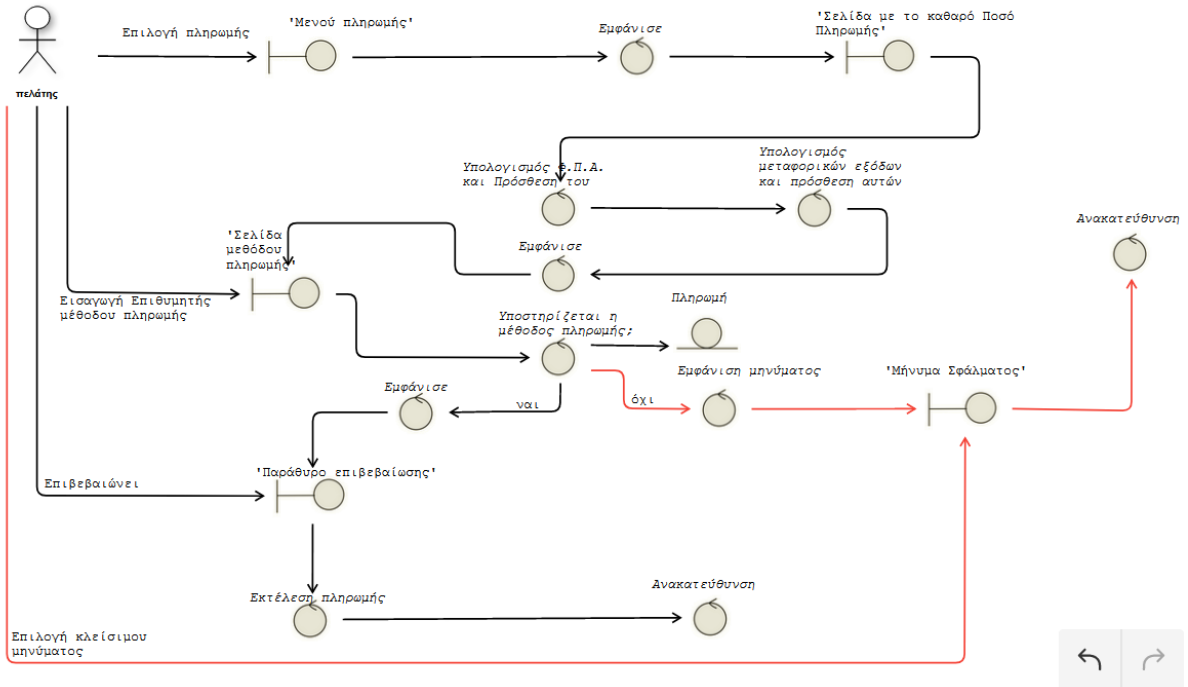 'Μενού πληρωμής'
Επιλογή πληρωμής
Εμφάνισε
'Σελίδα με το καθαρό Ποσό
Πληρωμής'
πελάτης
Υπολογισμός Φ.Π.Α.
και Πρόσθεση του
Υπολογισμός
μεταφορικών εξόδων
και πρόσθεση αυτών
Ανακατεύθυνση
'Σελίδα
μεθόδου
πληρωμής'
Εμφάνισε
Εισαγωγή Επιθυμητής
μέθοδου πληρωμής
Υποστηρίζεται η
μέθοδος πληρωμής;
Πληρωμή
Εμφάνιση μηνύματος
'Μήνυμα Σφάλματος'
Εμφάνισε
ναι
όχι
'Παράθυρο επιβεβαίωσης'
Επιβεβαιώνει
Εκτέλεση πληρωμής
Ανακατεύθυνση
Επιλογή κλείσιμου
μηνύματος